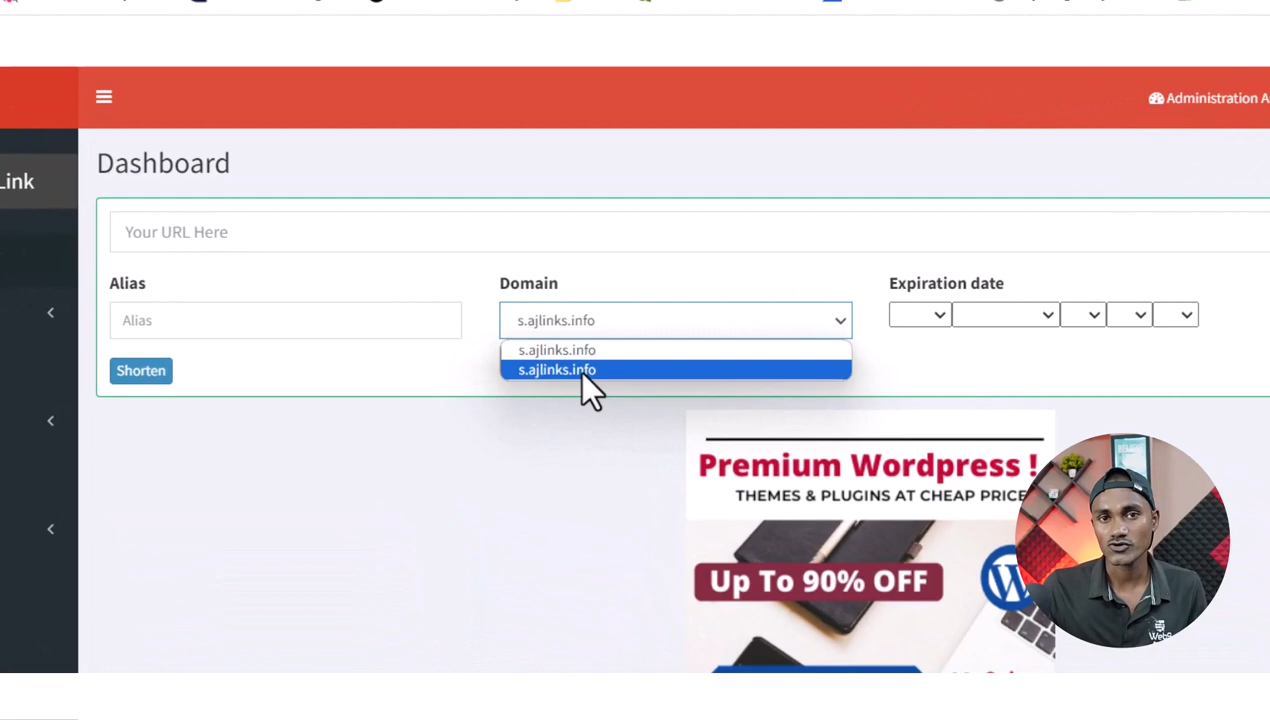 Administration A
Link
Dashboard
Your URL Here
Alias
Domain
Expiration date
Alias
s.ajlinks.info
s.ajlinks.info
s.ajlinks.info
Shorten
Premium Wordpress !
THEMES & PLUGINS AT CHEAP PRICE
Up To 90% OFF
W